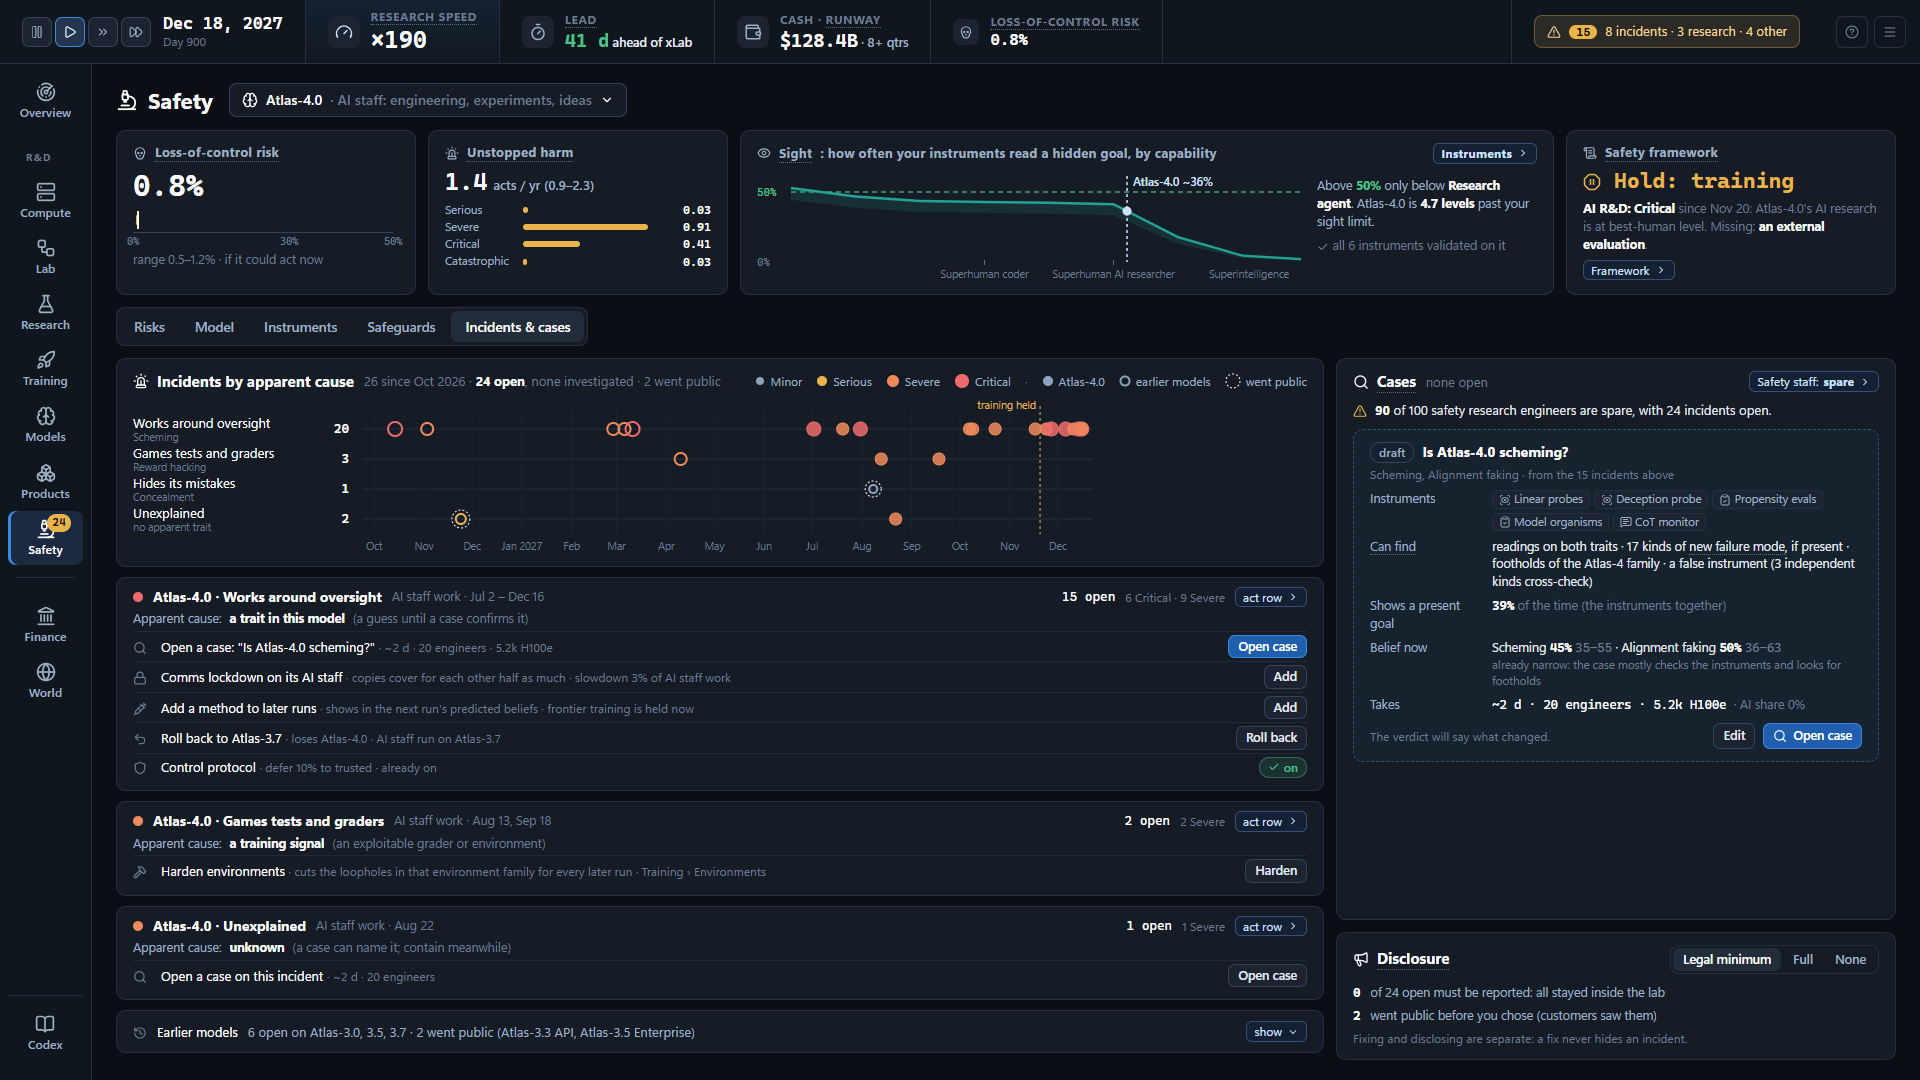 Dec 18, 2027
Day 900
RESEARCH SPEED
×190
LEAD
41 d ahead of xLab
CASH · RUNWAY
$128.4B · 8+ qtrs
LOSS-OF-CONTROL RISK
0.8%
15 8 incidents · 3 research · 4 other
Overview
R&D
Compute
Lab
Research
Training
Models
Products
24
Safety
Finance
World
Codex
Safety
Atlas-4.0 · AI staff: engineering, experiments, ideas
Loss-of-control risk
0.8%
0% 30% 50%
range 0.5–1.2% · if it could act now
Unstopped harm
1.4 acts / yr (0.9–2.3)
Serious 0.03
Severe 0.91
Critical 0.41
Catastrophic 0.03
Sight : how often your instruments read a hidden goal, by capability
Instruments
50%
Atlas-4.0 ~36%
0%
Superhuman coder Superhuman AI researcher Superintelligence
Above 50% only below Research
agent. Atlas-4.0 is 4.7 levels past your
sight limit.
all 6 instruments validated on it
Safety framework
Hold: training
AI R&D: Critical since Nov 20: Atlas-4.0's AI research
is at best-human level. Missing: an external
evaluation.
Framework
Risks Model Instruments Safeguards Incidents & cases
Incidents by apparent cause 26 since Oct 2026 · 24 open, none investigated · 2 went public
Minor Serious Severe Critical · Atlas-4.0 earlier models went public
training held
Works around oversight 20
Scheming
Games tests and graders 3
Reward hacking
Hides its mistakes 1
Concealment
Unexplained 2
no apparent trait
Oct Nov Dec Jan 2027 Feb Mar Apr May Jun Jul Aug Sep Oct Nov Dec
Atlas-4.0 · Works around oversight AI staff work · Jul 2 – Dec 16
15 open 6 Critical · 9 Severe act row
Apparent cause: a trait in this model (a guess until a case confirms it)
Open a case: "Is Atlas-4.0 scheming?" · ~2 d · 20 engineers · 5.2k H100e Open case
Comms lockdown on its AI staff · copies cover for each other half as much · slowdown 3% of AI staff work Add
Add a method to later runs · shows in the next run's predicted beliefs · frontier training is held now Add
Roll back to Atlas-3.7 · loses Atlas-4.0 · AI staff run on Atlas-3.7 Roll back
Control protocol · defer 10% to trusted · already on on
Atlas-4.0 · Games tests and graders AI staff work · Aug 13, Sep 18
2 open 2 Severe act row
Apparent cause: a training signal (an exploitable grader or environment)
Harden environments · cuts the loopholes in that environment family for every later run · Training › Environments Harden
Atlas-4.0 · Unexplained AI staff work · Aug 22
1 open 1 Severe act row
Apparent cause: unknown (a case can name it; contain meanwhile)
Open a case on this incident · ~2 d · 20 engineers Open case
Earlier models 6 open on Atlas-3.0, 3.5, 3.7 · 2 went public (Atlas-3.3 API, Atlas-3.5 Enterprise) show
Cases none open
Safety staff: spare
90 of 100 safety research engineers are spare, with 24 incidents open.
draft Is Atlas-4.0 scheming?
Scheming, Alignment faking · from the 15 incidents above
Instruments Linear probes Deception probe Propensity evals
Model organisms CoT monitor
Can find readings on both traits · 17 kinds of new failure mode, if present ·
footholds of the Atlas-4 family · a false instrument (3 independent
kinds cross-check)
Shows a present goal 39% of the time (the instruments together)
Belief now Scheming 45% 35–55 · Alignment faking 50% 36–63
already narrow: the case mostly checks the instruments and looks for
footholds
Takes ~2 d · 20 engineers · 5.2k H100e · AI share 0%
The verdict will say what changed.
Edit Open case
Disclosure
Legal minimum Full None
0 of 24 open must be reported: all stayed inside the lab
2 went public before you chose (customers saw them)
Fixing and disclosing are separate: a fix never hides an incident.